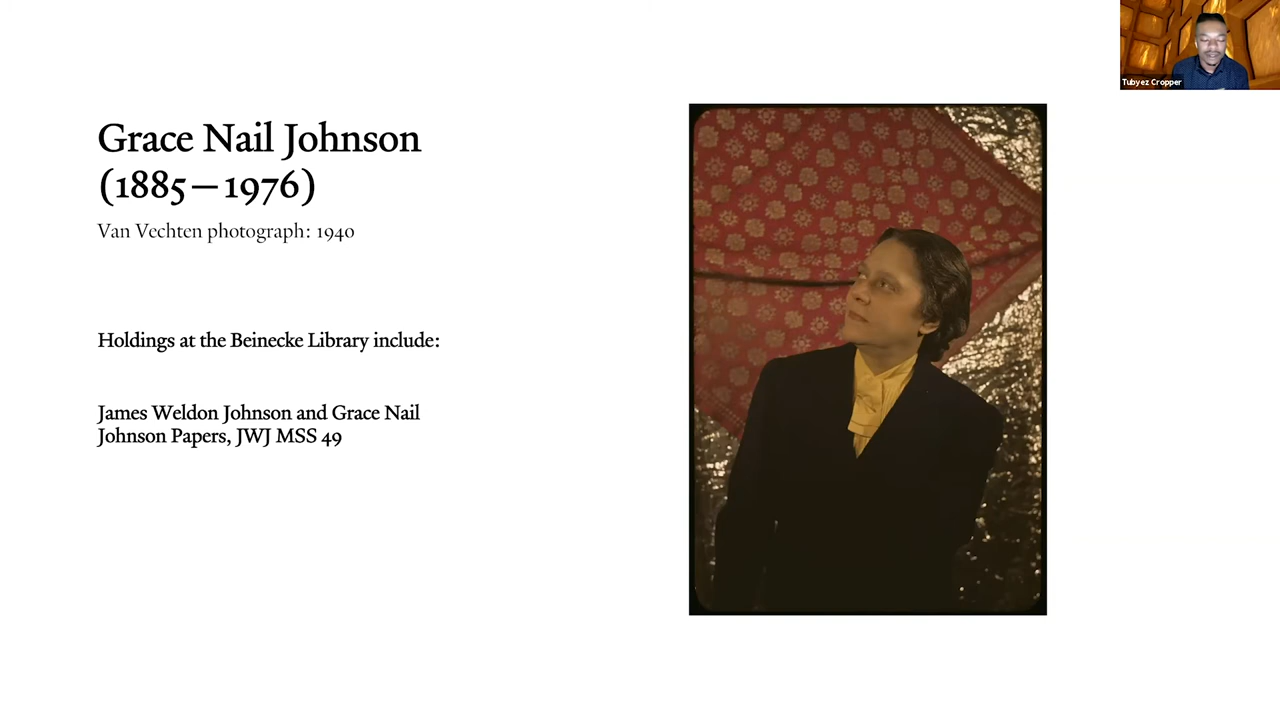 Tubyez Cropper
Grace Nail Johnson
(1885–1976)
Van Vechten photograph: 1940
Holdings at the Beinecke Library include:
James Weldon Johnson and Grace Nail
Johnson Papers, JWJ MSS 49